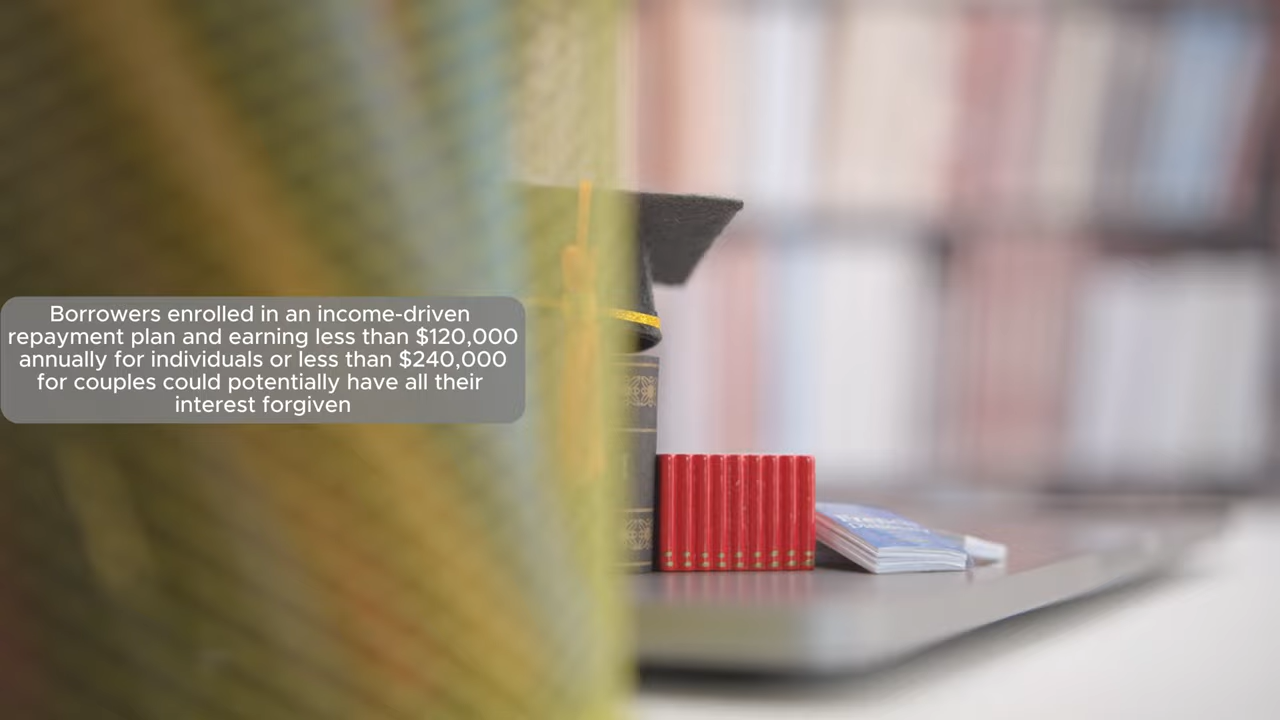 Borrowers enrolled in an income-driven
repayment plan and earning less than $120,000
annually for individuals or less than $240,000
for couples could potentially have all their
interest forgiven